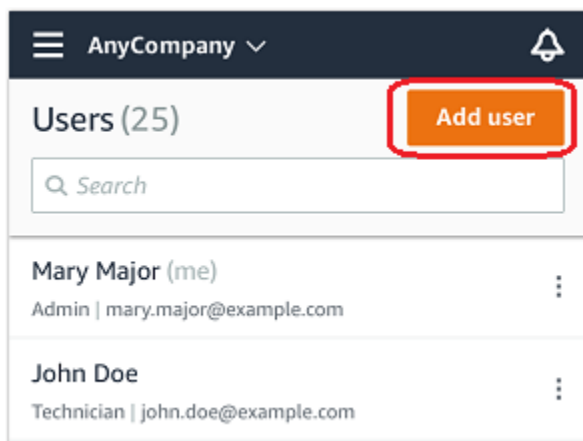 AnyCompany
Users (25)
Add user
Search
Mary Major (me)
Admin | mary.major@example.com
John Doe
Technician | john.doe@example.com